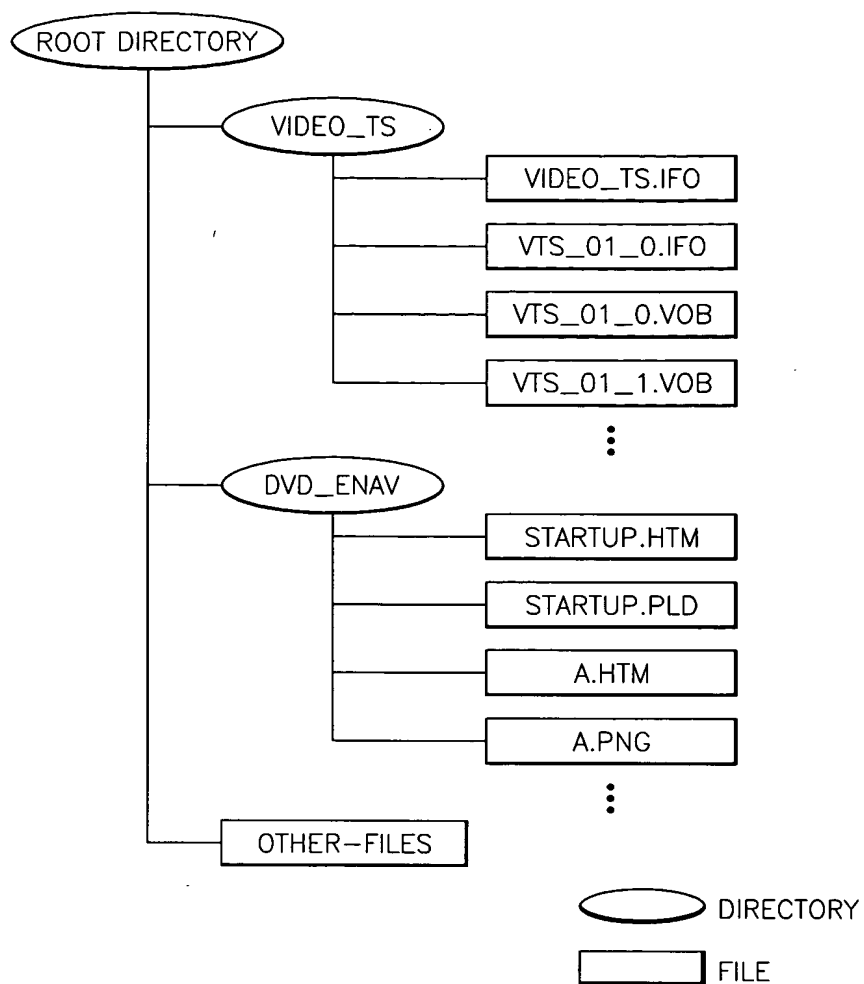 ROOT DIRECTORY
VIDEO_TS
VIDEO_TS.IFO
VTS_01_0.IFO
VTS_01_0.VOB
VTS_01_1.VOB
DVD_ENAV
STARTUP.HTM
STARTUP.PLD
A.HTM
A.PNG
OTHER-FILES
DIRECTORY
FILE